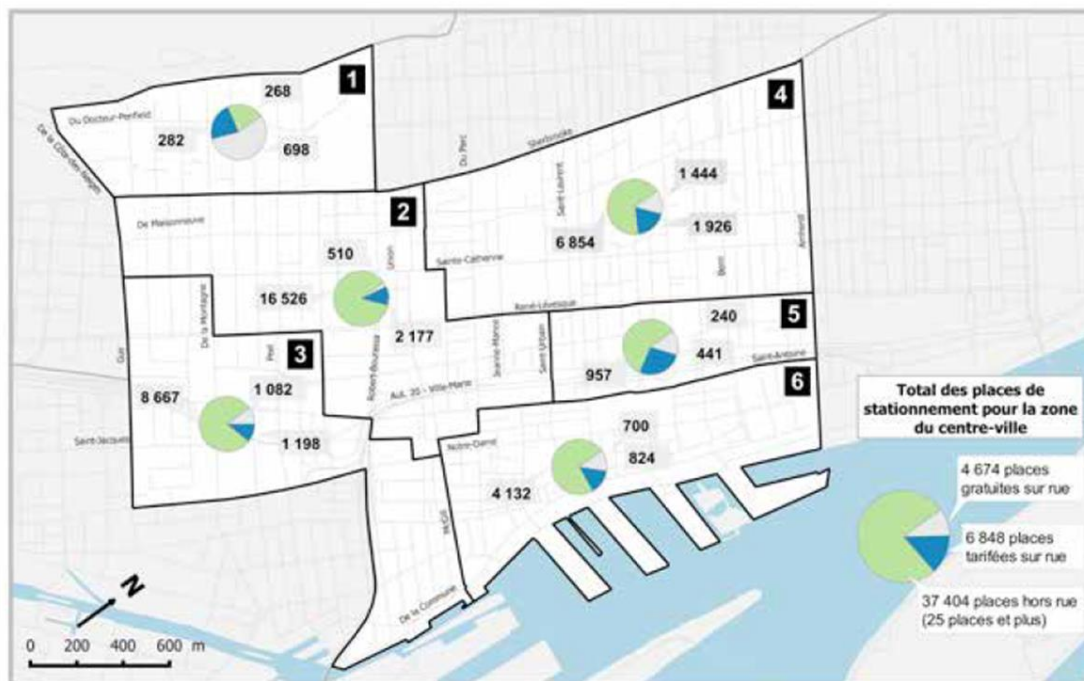 1
268
Du Docteur-Penfield
282
698
De la Côte-des-Neiges
4
Du Parc
Sherbrooke
Saint-Laurent
1 444
De Maisonneuve
2
6 854
1 926
Amherst
510
Union
Sainte-Catherine
Berri
16 526
René-Lévesque
2 177
240
5
Guy
De la Montagne
Peel
3
Robert-Bourassa
Jeanne-Mance
Saint Urbain
957
441
Saint-Antoine
8 667
1 082
Aut. 20 - Ville-Marie
6
Saint-Jacques
1 198
Notre-Dame
700
824
4 132
McGill
De la Commune
Total des places de
stationnement pour la zone
du centre-ville
4 674 places
gratuites sur rue
6 848 places
tarifées sur rue
37 404 places hors rue
(25 places et plus)
N
0 200 400 600 m